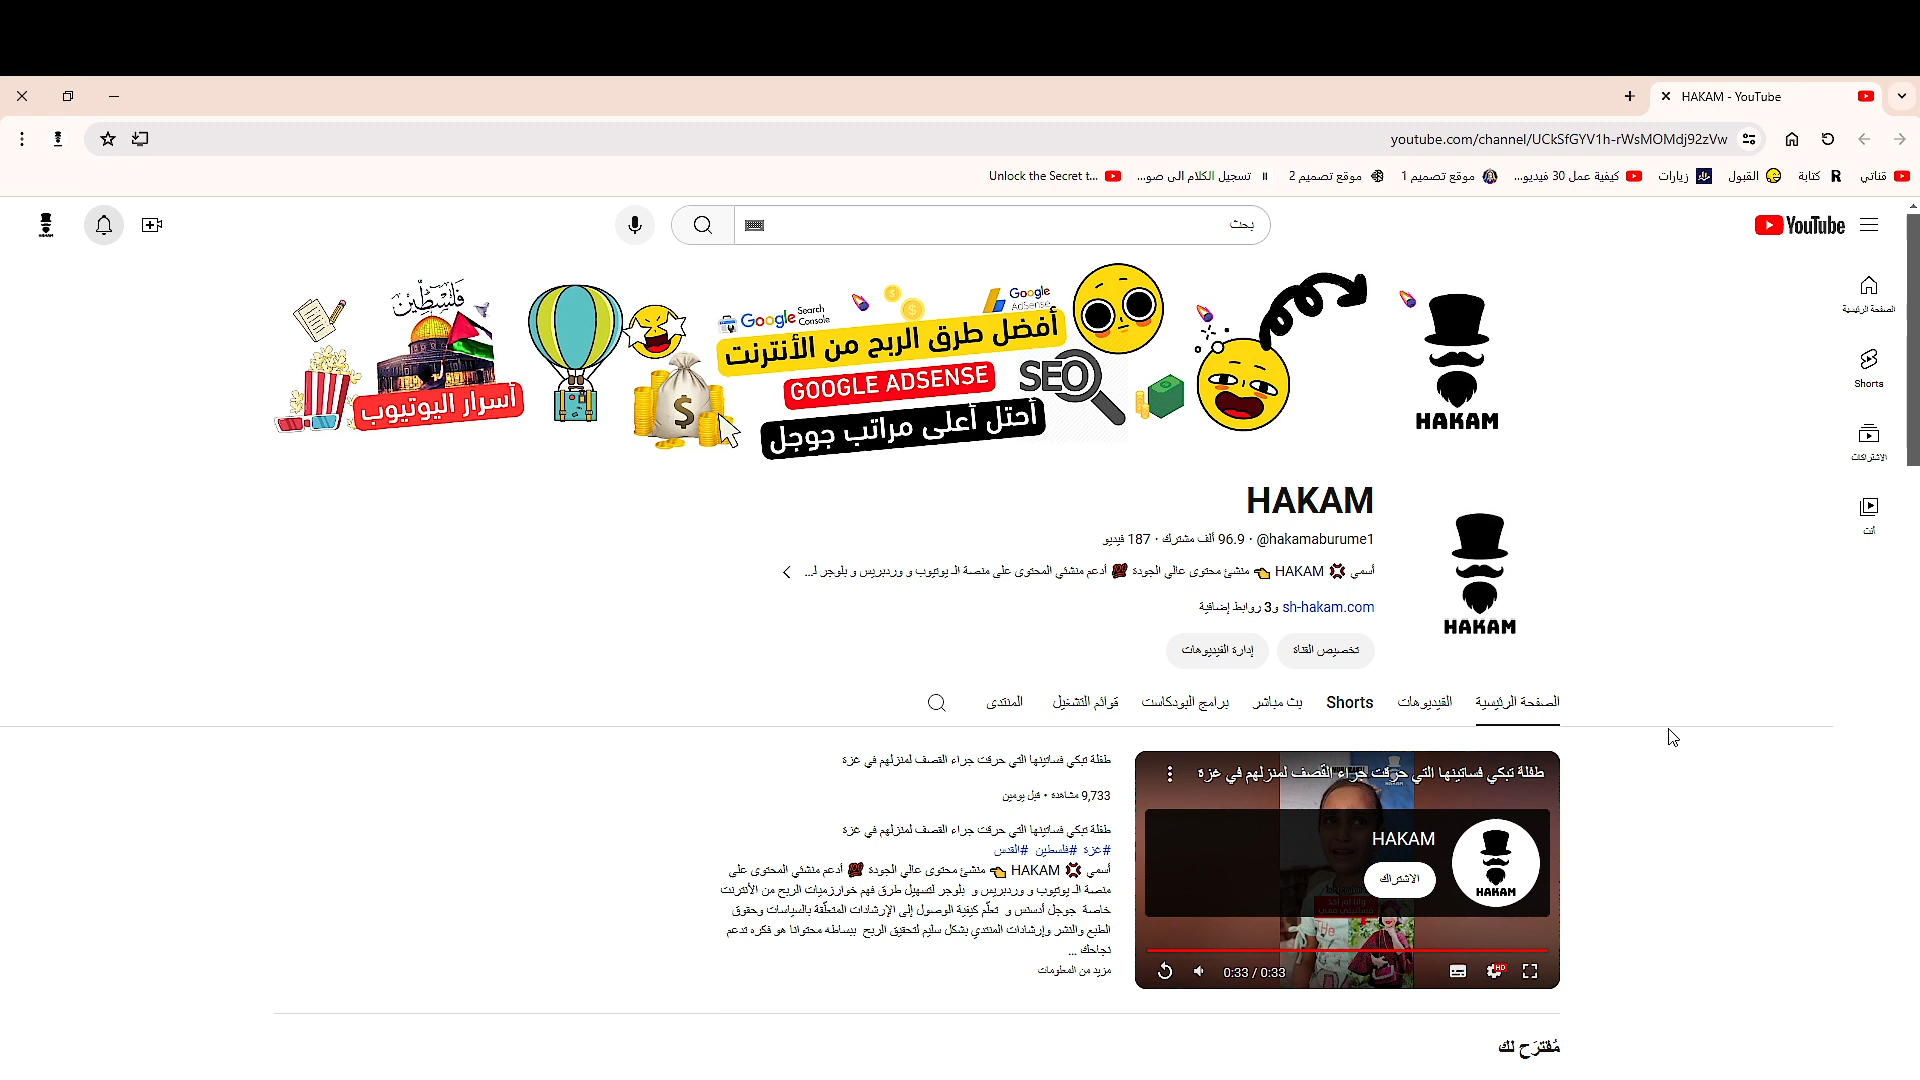 HAKAM - YouTube
youtube.com/channel/UCkSfGYV1h-rWsMOMdj92zVw
قناتي
كتابة
القبول
زيارات
كيفية عمل 30 فيديو...
موقع تصميم 1
موقع تصميم 2
تسجيل الكلام الى صو...
Unlock the Secret t...
YouTube
بحث
الصفحة الرئيسية
Shorts
الاشتراكات
أنت
HAKAM
Google AdSense
Google Search Console
أفضل طرق الربح من الأنترنت
GOOGLE ADSENSE
أحتل أعلى مراتب جوجل
SEO
$
فلسطين
أسرار اليوتيوب
HAKAM
HAKAM
@hakamaburume1 · 96.9 ألف مشترك · 187 فيديو
أسمي 💢 HAKAM 👈 منشئ محتوى عالي الجودة 💯 أدعم منشئي المحتوى على منصة الـ يوتيوب و وردبريس و بلوجر لـ...
sh-hakam.com و3 روابط إضافية
تخصيص القناة
إدارة الفيديوهات
الصفحة الرئيسية
الفيديوهات
Shorts
بث مباشر
برامج البودكاست
قوائم التشغيل
المنتدى
طفلة تبكي فساتينها التي حرقت جراء القصف لمنزلهم في غزة
HAKAM
الاشتراك
HAKAM
0:33 / 0:33
HD
طفلة تبكي فساتينها التي حرقت جراء القصف لمنزلهم في غزة
9,733 مشاهدة • قبل يومين
طفلة تبكي فساتينها التي حرقت جراء القصف لمنزلهم في غزة
#غزة #فلسطين #القدس
أسمي 💢 HAKAM 👈 منشئ محتوى عالي الجودة 💯 أدعم منشئي المحتوى على
منصة الـ يوتيوب و وردبريس و بلوجر لتسهيل طرق فهم خوارزميات الربح من الأنترنت
خاصة جوجل أدسنس و تعلّم كيفية الوصول إلى الإرشادات المتعلّقة بالسياسات وحقوق
الطبع والنشر وإرشادات المنتدي بشكل سليم لتحقيق الربح ببساطه محتوانا هو فكره تدعم
نجاحك ...
مزيد من المعلومات
مُقترَح لك